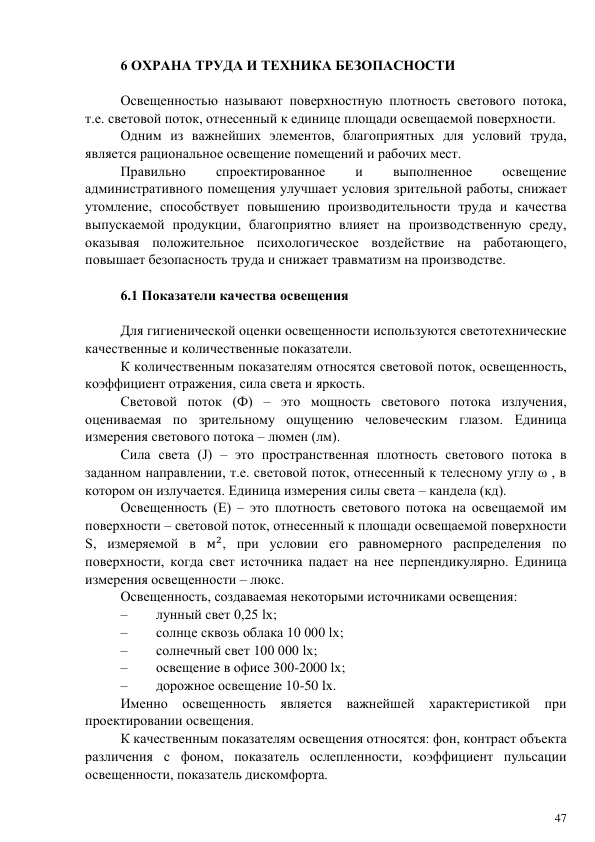 6 ОХРАНА ТРУДА И ТЕХНИКА БЕЗОПАСНОСТИ
Освещенностью называют поверхностную плотность светового потока,
т.е. световой поток, отнесенный к единице площади освещаемой поверхности.
Одним из важнейших элементов, благоприятных для условий труда,
является рациональное освещение помещений и рабочих мест.
Правильно спроектированное и выполненное освещение
административного помещения улучшает условия зрительной работы, снижает
утомление, способствует повышению производительности труда и качества
выпускаемой продукции, благоприятно влияет на производственную среду,
оказывая положительное психологическое воздействие на работающего,
повышает безопасность труда и снижает травматизм на производстве.
6.1 Показатели качества освещения
Для гигиенической оценки освещенности используются светотехнические
качественные и количественные показатели.
К количественным показателям относятся световой поток, освещенность,
коэффициент отражения, сила света и яркость.
Световой поток (Ф) – это мощность светового потока излучения,
оцениваемая по зрительному ощущению человеческим глазом. Единица
измерения светового потока – люмен (лм).
Сила света (J) – это пространственная плотность светового потока в
заданном направлении, т.е. световой поток, отнесенный к телесному углу ω , в
котором он излучается. Единица измерения силы света – кандела (кд).
Освещенность (Е) – это плотность светового потока на освещаемой им
поверхности – световой поток, отнесенный к площади освещаемой поверхности
S, измеряемой в м², при условии его равномерного распределения по
поверхности, когда свет источника падает на нее перпендикулярно. Единица
измерения освещенности – люкс.
Освещенность, создаваемая некоторыми источниками освещения:
– лунный свет 0,25 lx;
– солнце сквозь облака 10 000 lx;
– солнечный свет 100 000 lx;
– освещение в офисе 300-2000 lx;
– дорожное освещение 10-50 lx.
Именно освещенность является важнейшей характеристикой при
проектировании освещения.
К качественным показателям освещения относятся: фон, контраст объекта
различения с фоном, показатель ослепленности, коэффициент пульсации
освещенности, показатель дискомфорта.
47